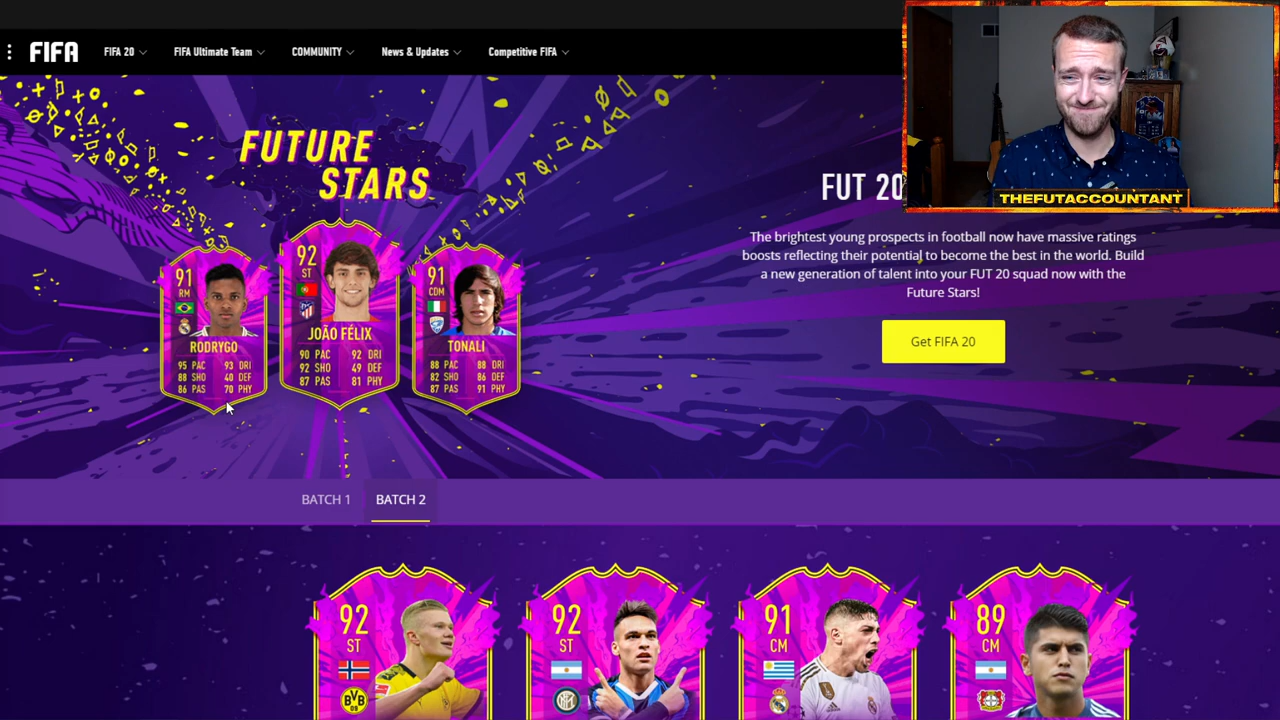 FIFA
FIFA 20
FIFA Ultimate Team
COMMUNITY
News & Updates
Competitive FIFA
THEFUTACCOUNTANT
FUTURE
STARS
91
RM
RODRYGO
95 PAC 93 DRI
88 SHO 40 DEF
86 PAS 70 PHY
92
ST
JOÃO FÉLIX
90 PAC 92 DRI
92 SHO 49 DEF
87 PAS 81 PHY
91
CDM
TONALI
88 PAC 88 DRI
82 SHO 86 DEF
87 PAS 91 PHY
FUT 20
The brightest young prospects in football now have massive ratings
boosts reflecting their potential to become the best in the world. Build
a new generation of talent into your FUT 20 squad now with the
Future Stars!
Get FIFA 20
BATCH 1
BATCH 2
92
ST
BVB
09
92
ST
91
CM
89
CM